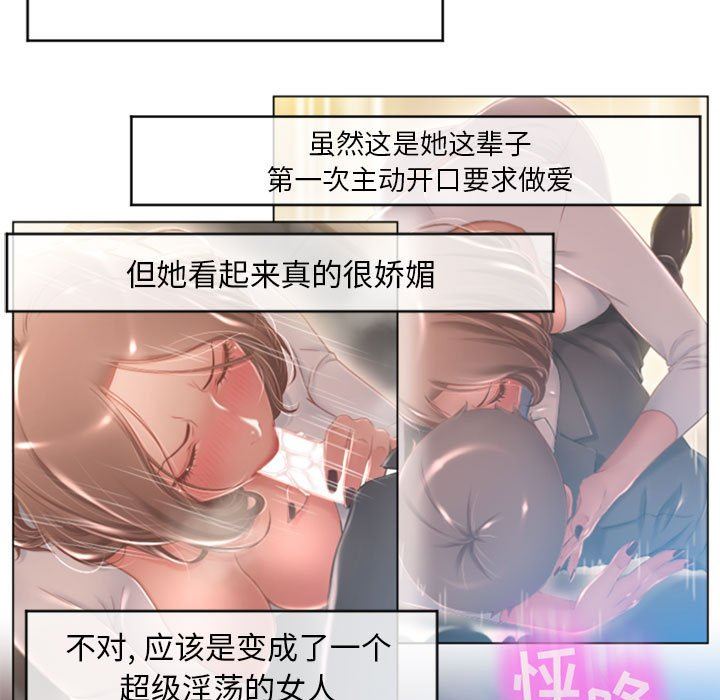 虽然这是她这辈子
第一次主动开口要求做爱
但她看起来真的很娇媚
不对, 应该是变成了一个
超级淫荡的女人
怦